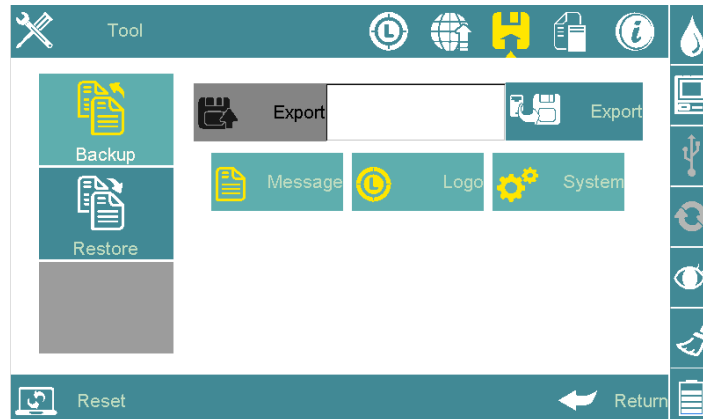 Tool
Export
Export
Backup
Message
Logo
System
Restore
Reset
Return